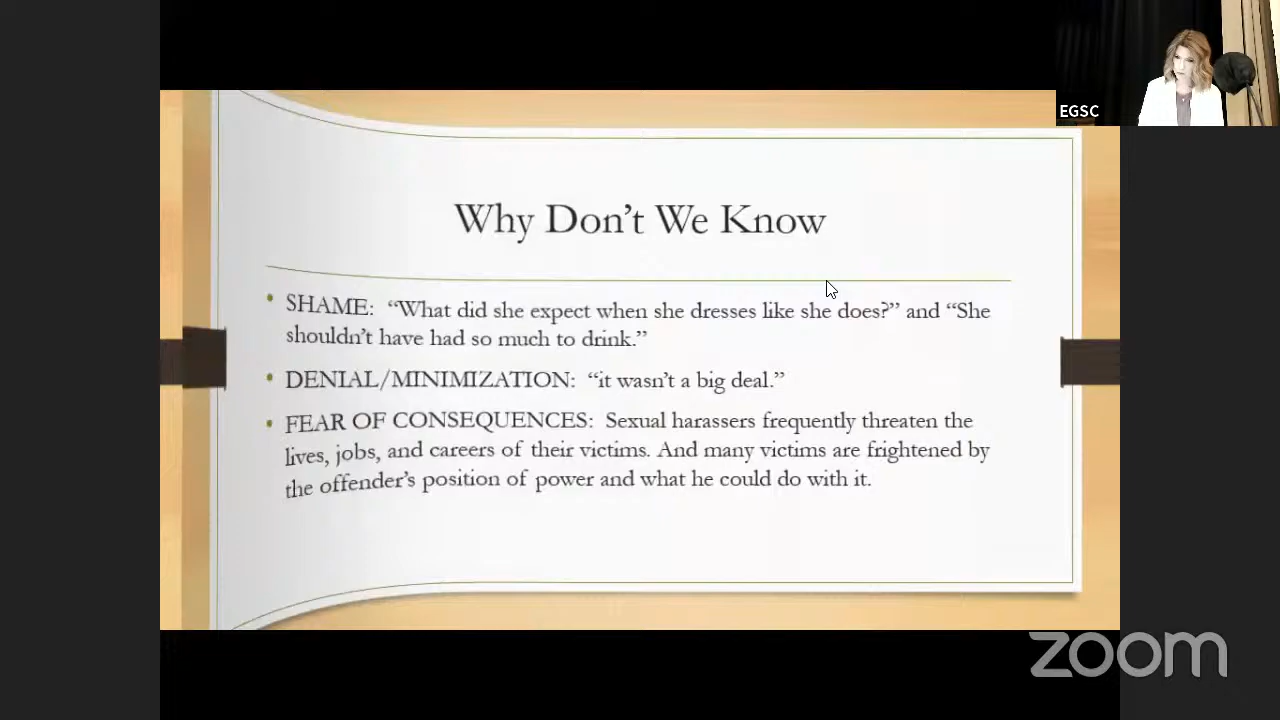 EGSC
Why Don’t We Know
• SHAME: “What did she expect when she dresses like she does?” and “She
shouldn’t have had so much to drink.”
• DENIAL/MINIMIZATION: “it wasn’t a big deal.”
• FEAR OF CONSEQUENCES: Sexual harassers frequently threaten the
lives, jobs, and careers of their victims. And many victims are frightened by
the offender’s position of power and what he could do with it.
zoom